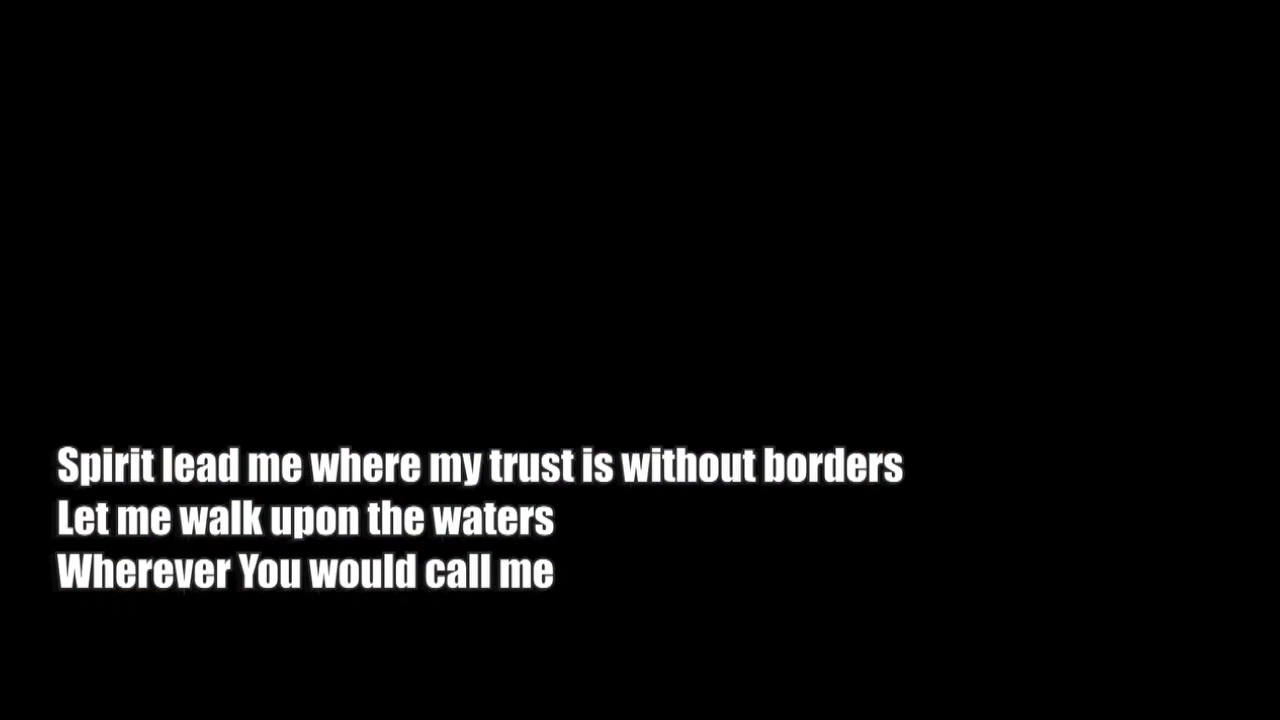 Spirit lead me where my trust is without borders
Let me walk upon the waters
Wherever You would call me